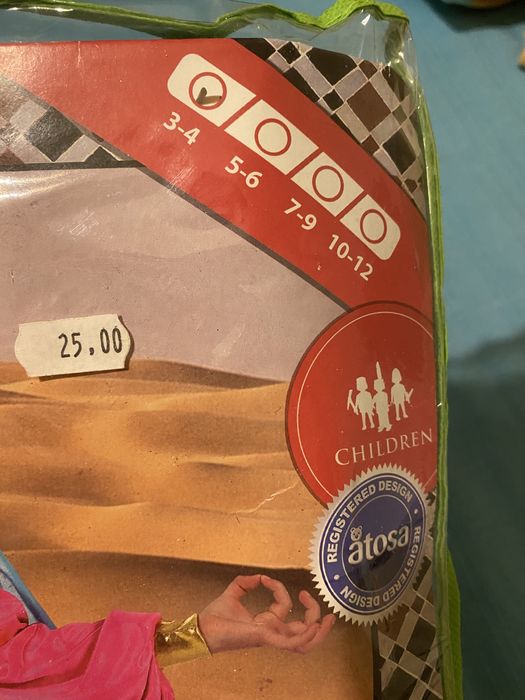 3-4
5-6
7-9
10-12
25.00
CHILDREN
REGISTERED DESIGN
atosa
REGISTERED DESIGN